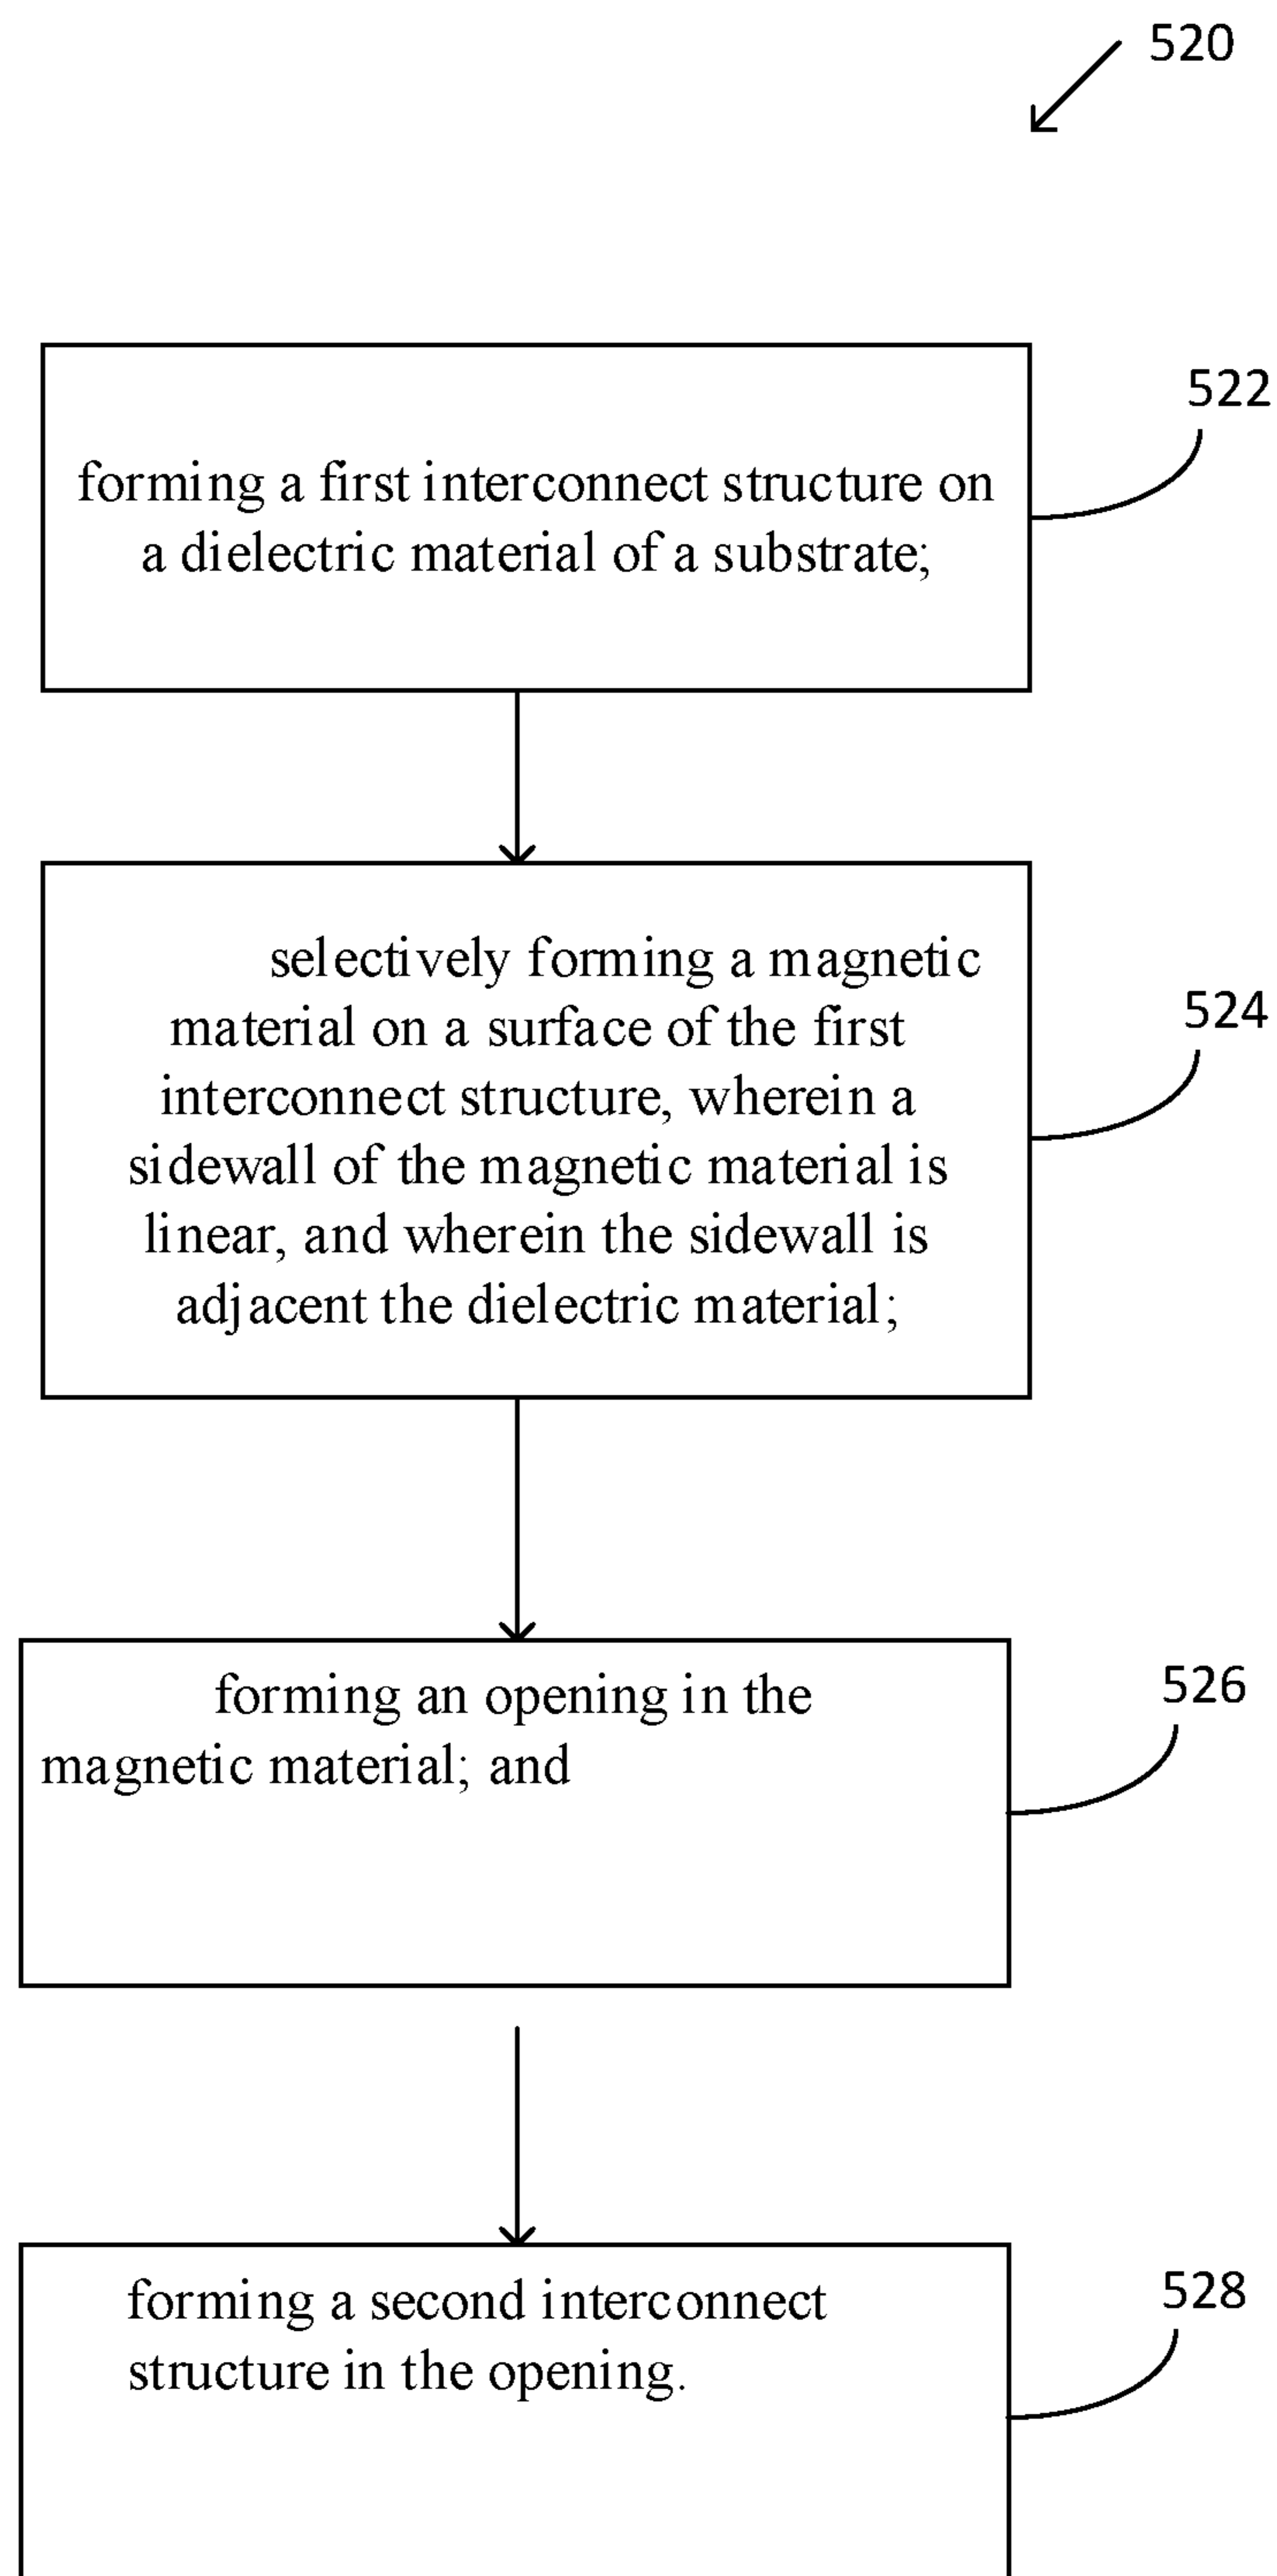 520
522
forming a first interconnect structure on
a dielectric material of a substrate;
selectively forming a magnetic
material on a surface of the first
interconnect structure, wherein a
sidewall of the magnetic material is
linear, and wherein the sidewall is
adjacent the dielectric material;
524
forming an opening in the
magnetic material; and
526
forming a second interconnect
structure in the opening.
528